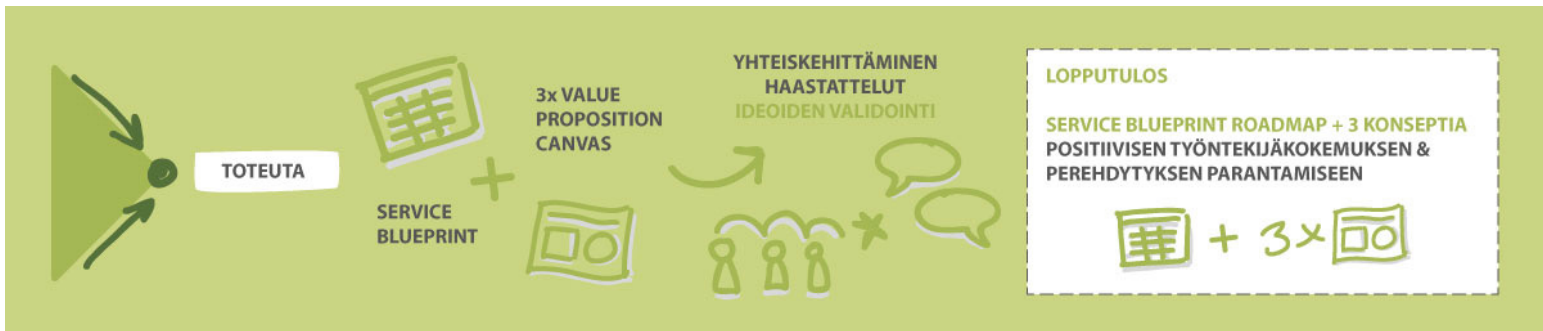 TOTEUTA
SERVICE
BLUEPRINT
3x VALUE
PROPOSITION
CANVAS
YHTEISKEHITTÄMINEN
HAASTATTELUT
IDEOIDEN VALIDOINTI
LOPPUTULOS
SERVICE BLUEPRINT ROADMAP + 3 KONSEPTIA
POSITIIVISEN TYÖNTEKIJÄKOKEMUKSEN &
PEREHDYTYKSEN PARANTAMISEEN
+ 3x